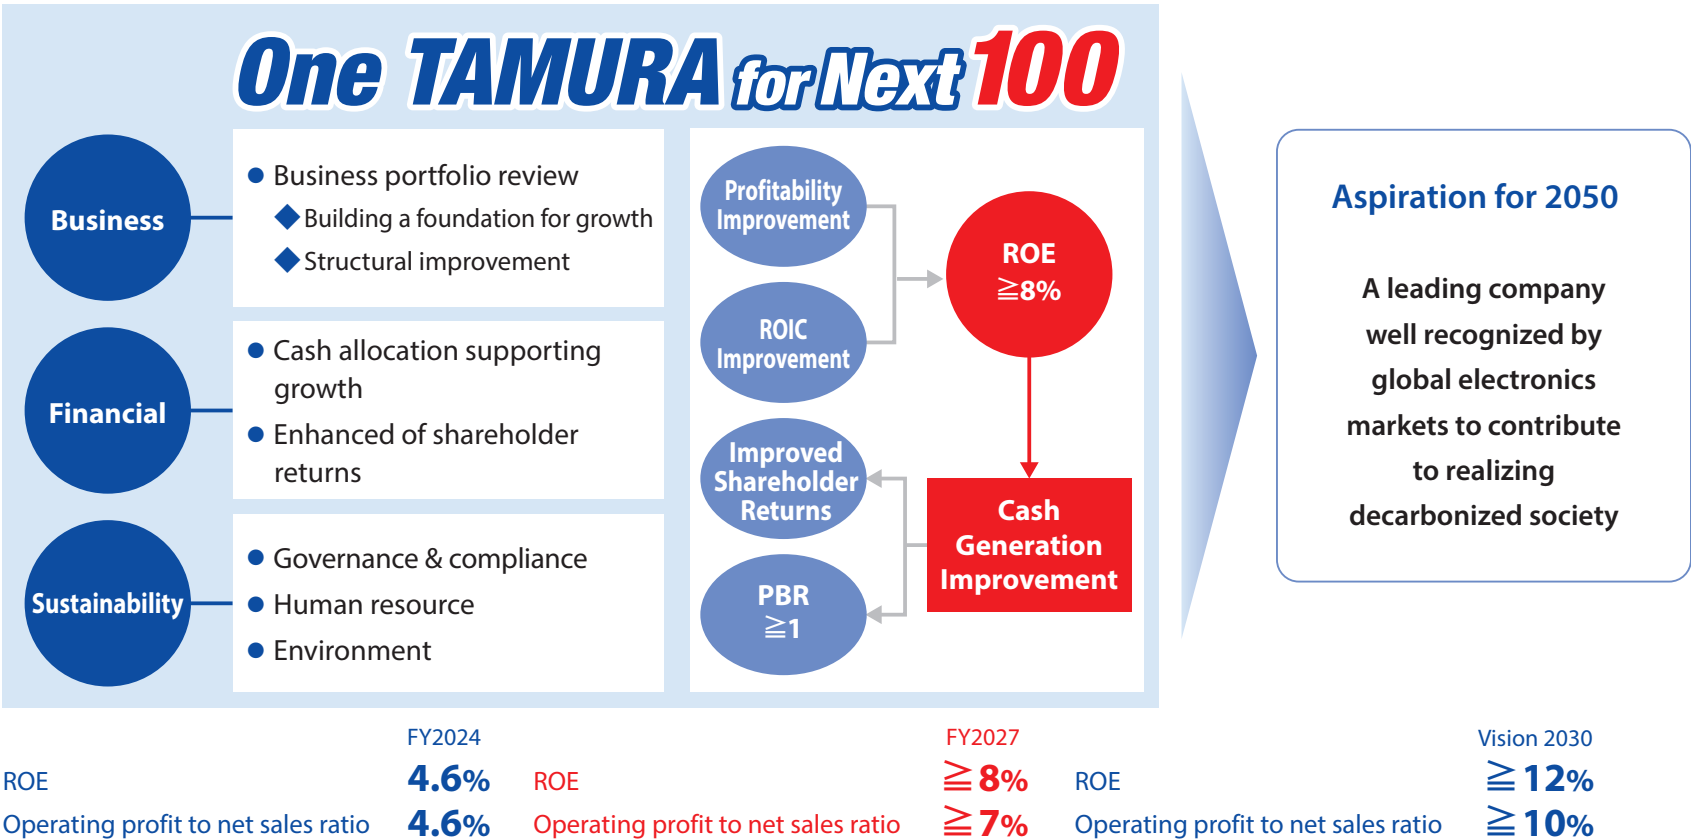 One TAMURA for Next 100
Business
● Business portfolio review
◆ Building a foundation for growth
◆ Structural improvement
Financial
● Cash allocation supporting
growth
● Enhanced of shareholder
returns
Sustainability
● Governance & compliance
● Human resource
● Environment
Profitability
Improvement
ROIC
Improvement
ROE
≧8%
Improved
Shareholder
Returns
PBR
≧1
Cash
Generation
Improvement
Aspiration for 2050
A leading company
well recognized by
global electronics
markets to contribute
to realizing
decarbonized society
FY2024
ROE 4.6%
Operating profit to net sales ratio 4.6%
FY2027
ROE ≧8%
Operating profit to net sales ratio ≧7%
Vision 2030
ROE ≧12%
Operating profit to net sales ratio ≧10%